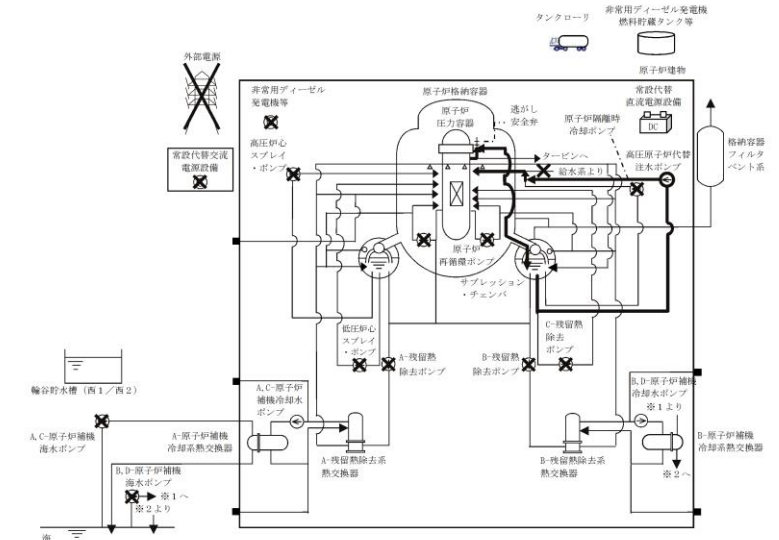 タンクローリ
非常用ディーゼル発電機
燃料貯蔵タンク等
外部電源
原子炉建物
非常用ディーゼル
発電機等
原子炉格納容器
原子炉
圧力容器
逃がし
安全弁
常設代替
直流電源設備
DC
原子炉隔離時
冷却ポンプ
高圧炉心
スプレイ
・ポンプ
タービンへ
給水系より
高圧原子炉代替
注水ポンプ
格納容器
フィルタ
ベント系
常設代替交流
電源設備
原子炉
再循環ポンプ
サプレッション
・チェンバ
低圧炉心
スプレイ
・ポンプ
A-残留熱
除去ポンプ
B-残留熱
除去ポンプ
C-残留熱
除去
ポンプ
輪谷貯水槽（西1／西2）
A,C-原子炉補機
冷却水
ポンプ
B,D-原子炉補機
冷却水ポンプ
※1より
A,C-原子炉補機
海水ポンプ
A-原子炉補機
冷却系熱交換器
A-残留熱除去系
熱交換器
B-残留熱除去系
熱交換器
B-原子炉補機
冷却系熱交換器
※2へ
B,D-原子炉補機
海水ポンプ
※1へ
※2より
海